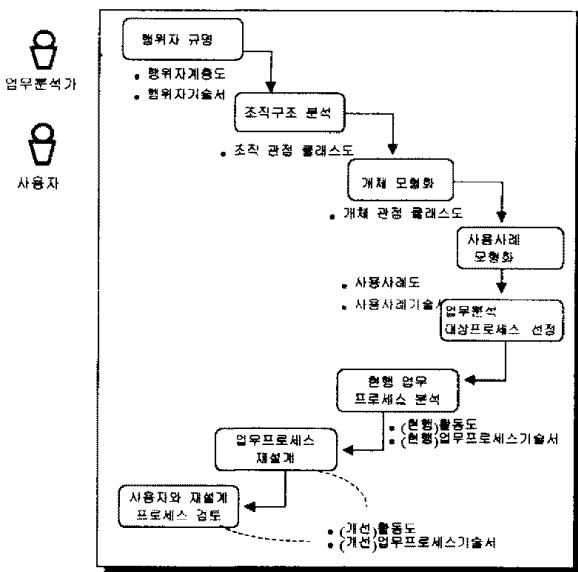 행위자 규명
업무분석가
• 행위자계층도
• 행위자기술서
조직구조 분석
사용자
• 조직 관점 클래스도
개체 모형화
• 개체 관점 클래스도
사용사례
모형화
• 사용사례도
• 사용사례기술서
업무분석
대상프로세스 선정
현행 업무
프로세스 분석
• (현행)활동도
• (현행)업무프로세스기술서
업무프로세스
재설계
사용자와 재설계
프로세스 검토
• (개선)활동도
• (개선)업무프로세스기술서